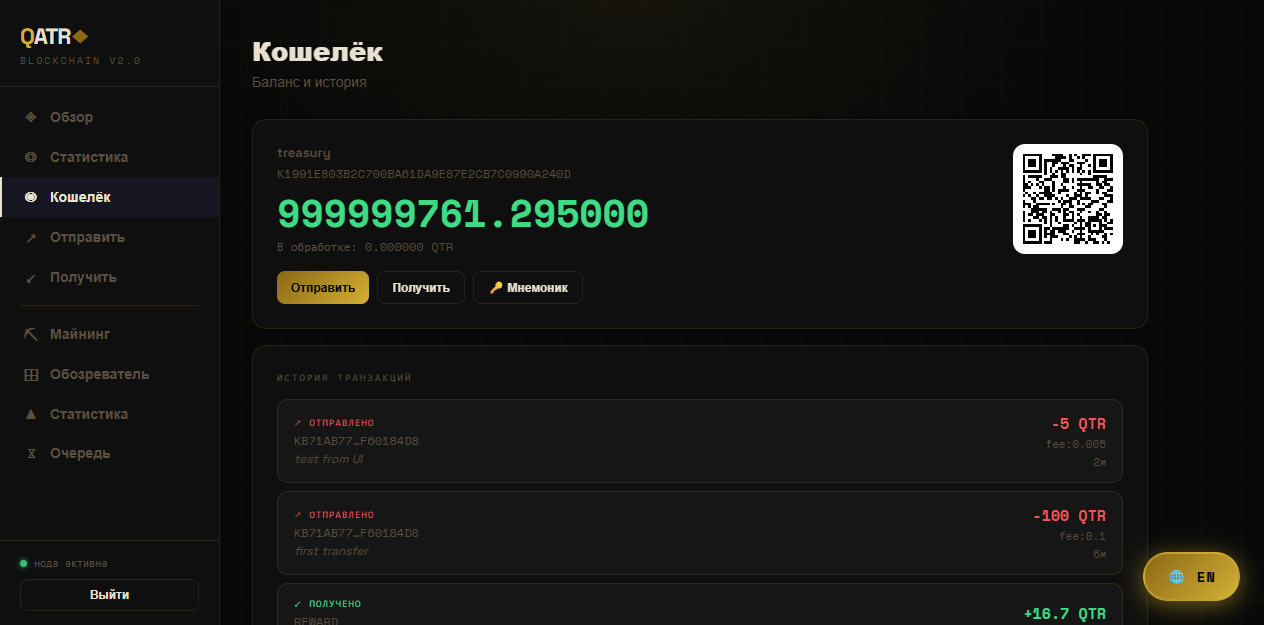 QATR◆
BLOCKCHAIN V2.0
Обзор
Статистика
Кошелёк
Отправить
Получить
Майнинг
Обозреватель
Статистика
Очередь
нода активна
Выйти
Кошелёк
Баланс и история
treasury
K1991E803B2C700BA61DA9E87E2CB7C0990A240D
999999761.295000
В обработке: 0.000000 QTR
Отправить Получить 🔑 Мнемоник
ИСТОРИЯ ТРАНЗАКЦИЙ
↗ ОТПРАВЛЕНО
KB71AB77…F60184D8
test from UI
-5 QTR
fee:0.005
2м
↗ ОТПРАВЛЕНО
KB71AB77…F60184D8
first transfer
-100 QTR
fee:0.1
6м
↙ ПОЛУЧЕНО
REWARD
+16.7 QTR
🌐 EN